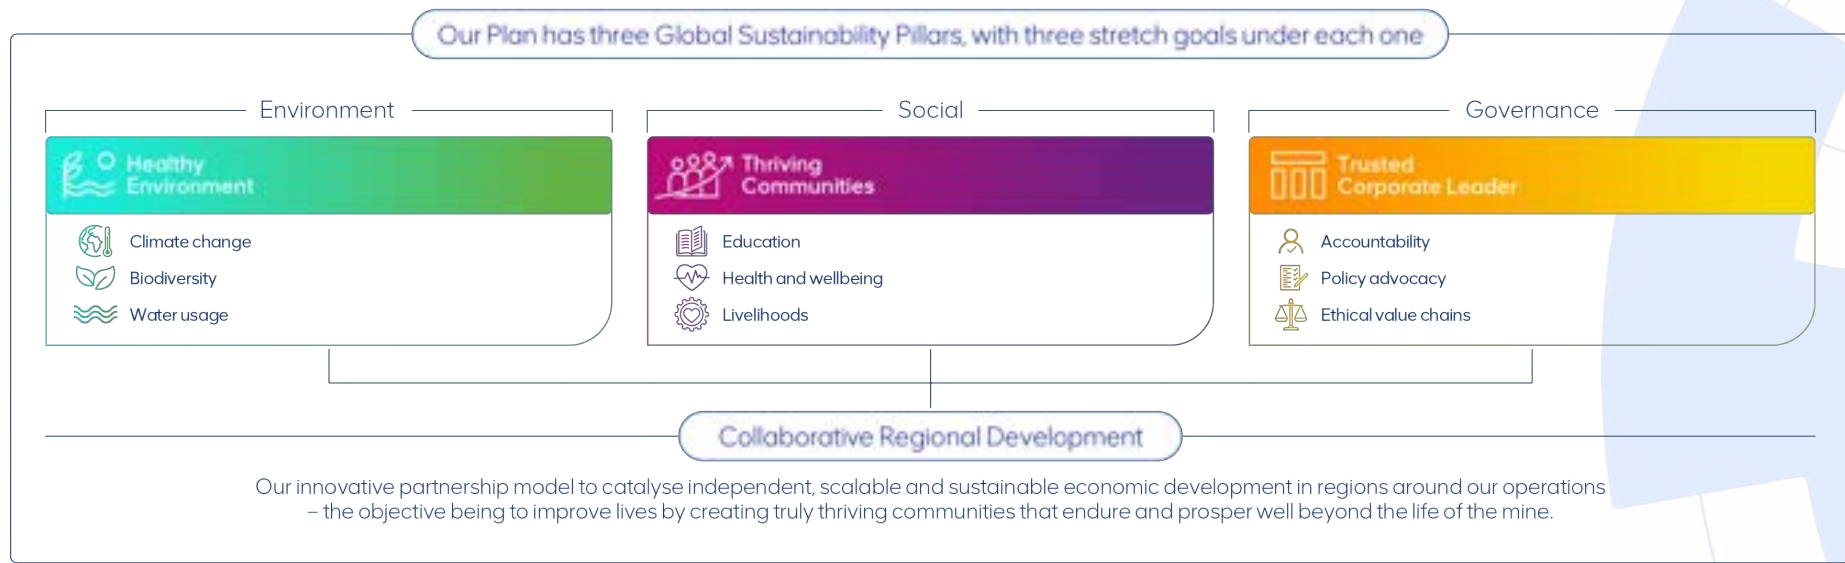 Our Plan has three Global Sustainability Pillars, with three stretch goals under each one
Environment
Healthy
Environment
Climate change
Biodiversity
Water usage
Social
Thriving
Communities
Education
Health and wellbeing
Livelihoods
Governance
Trusted
Corporate Leader
Accountability
Policy advocacy
Ethical value chains
Collaborative Regional Development
Our innovative partnership model to catalyse independent, scalable and sustainable economic development in regions around our operations
– the objective being to improve lives by creating truly thriving communities that endure and prosper well beyond the life of the mine.